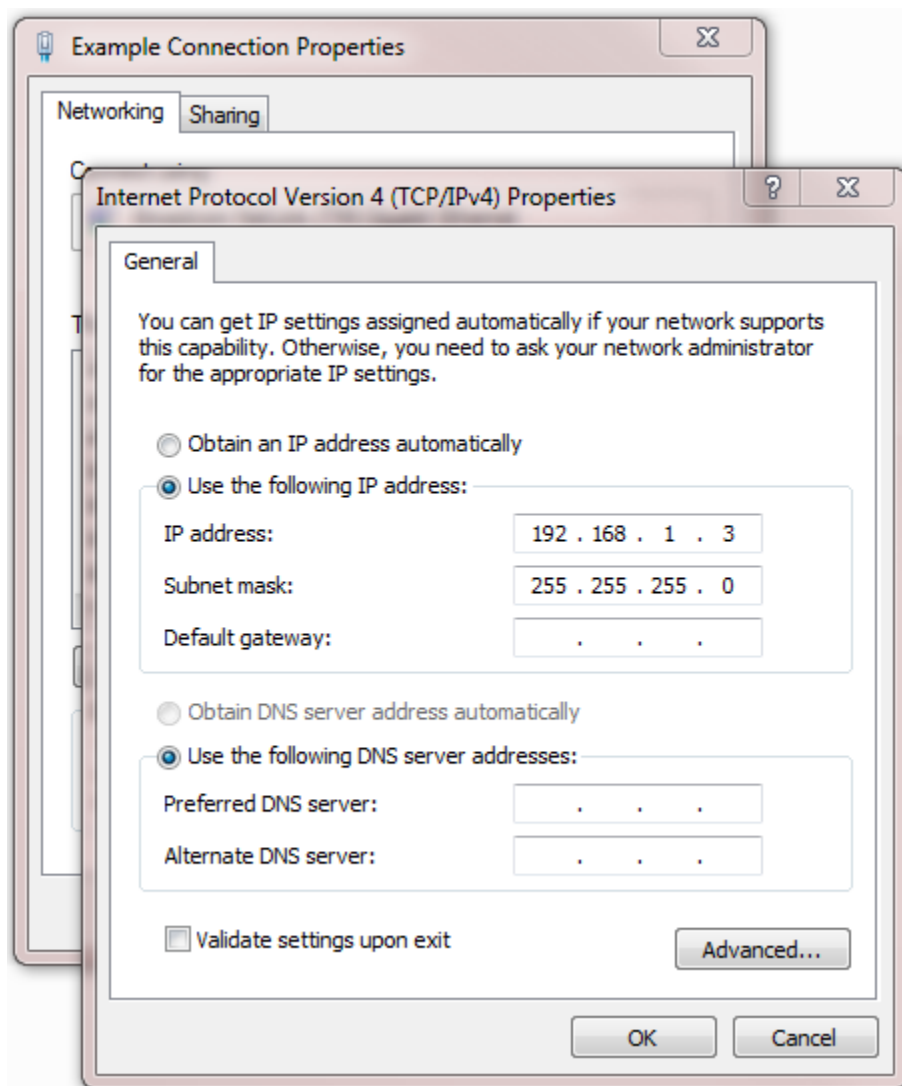 Example Connection Properties
Networking
Sharing
Internet Protocol Version 4 (TCP/IPv4) Properties
General
You can get IP settings assigned automatically if your network supports
this capability. Otherwise, you need to ask your network administrator
for the appropriate IP settings.
Obtain an IP address automatically
Use the following IP address:
IP address: 192 . 168 . 1 . 3
Subnet mask: 255 . 255 . 255 . 0
Default gateway: . . .
Obtain DNS server address automatically
Use the following DNS server addresses:
Preferred DNS server: . . .
Alternate DNS server: . . .
Validate settings upon exit
Advanced...
OK
Cancel